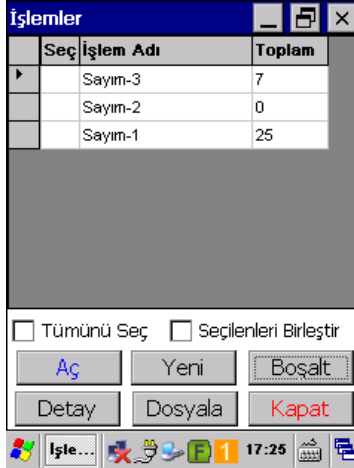 İşlemler
Seç İşlem Adı Toplam
Sayım-3 7
Sayım-2 0
Sayım-1 25
Tümünü Seç Seçilenleri Birleştir
Aç Yeni Boşalt
Detay Dosyala Kapat
İşle... F 1 17:25